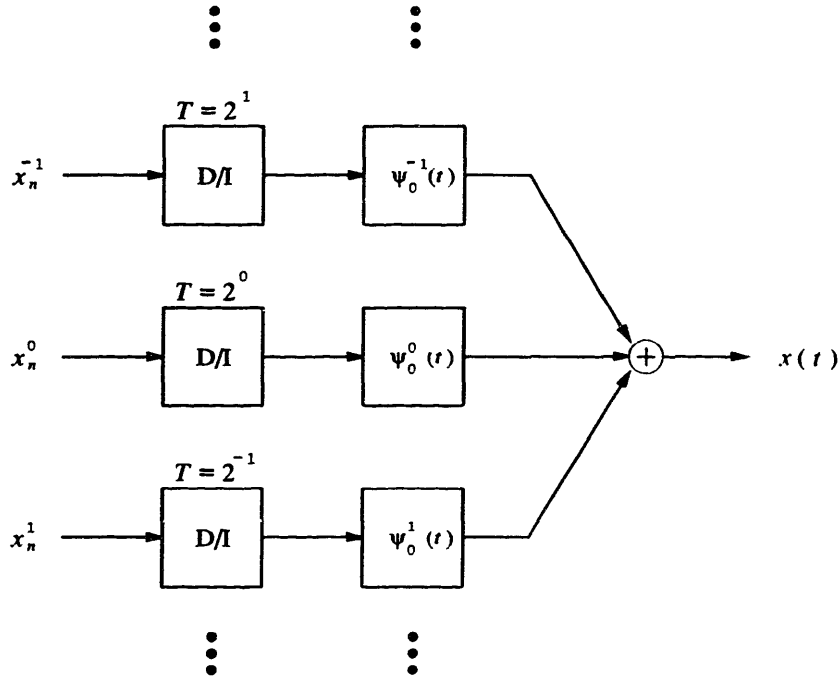 T = 2^1
x_n^{-1} D/I ψ_0^{-1}(t)
T = 2^0
x_n^0 D/I ψ_0^0(t) + x(t)
T = 2^{-1}
x_n^1 D/I ψ_0^1(t)